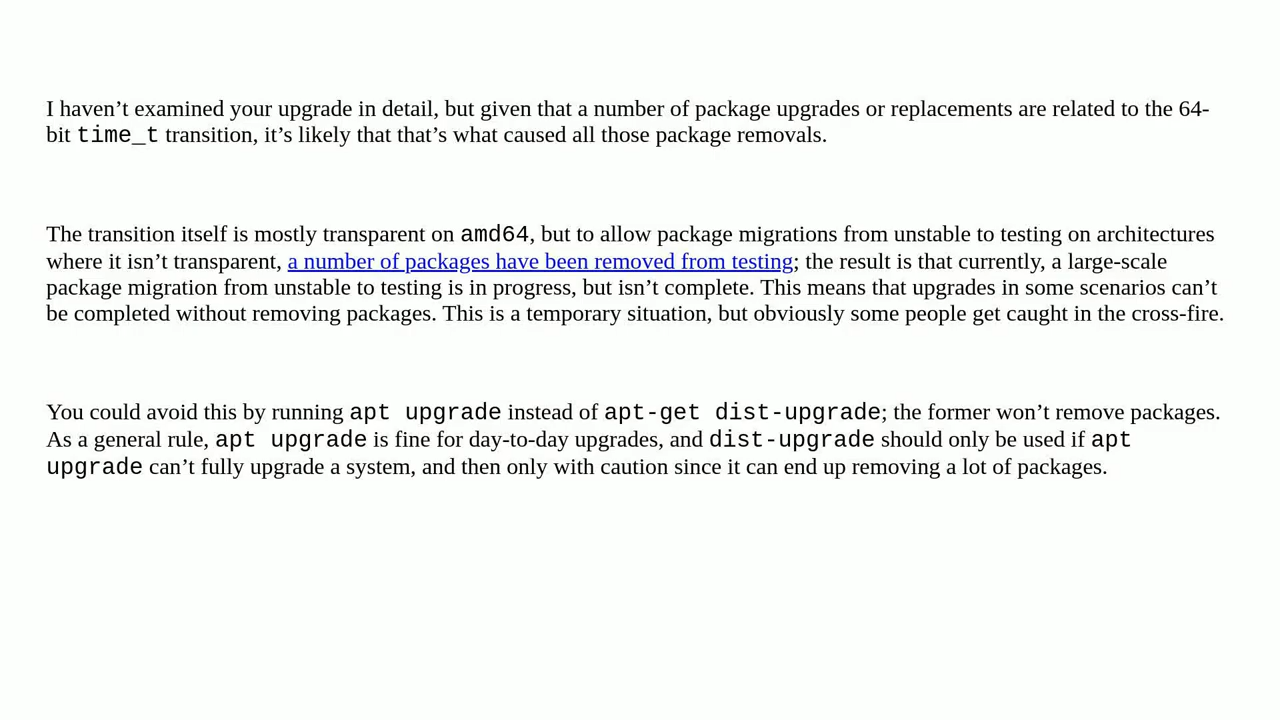 I haven’t examined your upgrade in detail, but given that a number of package upgrades or replacements are related to the 64-
bit time_t transition, it’s likely that that’s what caused all those package removals.
The transition itself is mostly transparent on amd64, but to allow package migrations from unstable to testing on architectures
where it isn’t transparent, a number of packages have been removed from testing; the result is that currently, a large-scale
package migration from unstable to testing is in progress, but isn’t complete. This means that upgrades in some scenarios can’t
be completed without removing packages. This is a temporary situation, but obviously some people get caught in the cross-fire.
You could avoid this by running apt upgrade instead of apt-get dist-upgrade; the former won’t remove packages.
As a general rule, apt upgrade is fine for day-to-day upgrades, and dist-upgrade should only be used if apt
upgrade can’t fully upgrade a system, and then only with caution since it can end up removing a lot of packages.